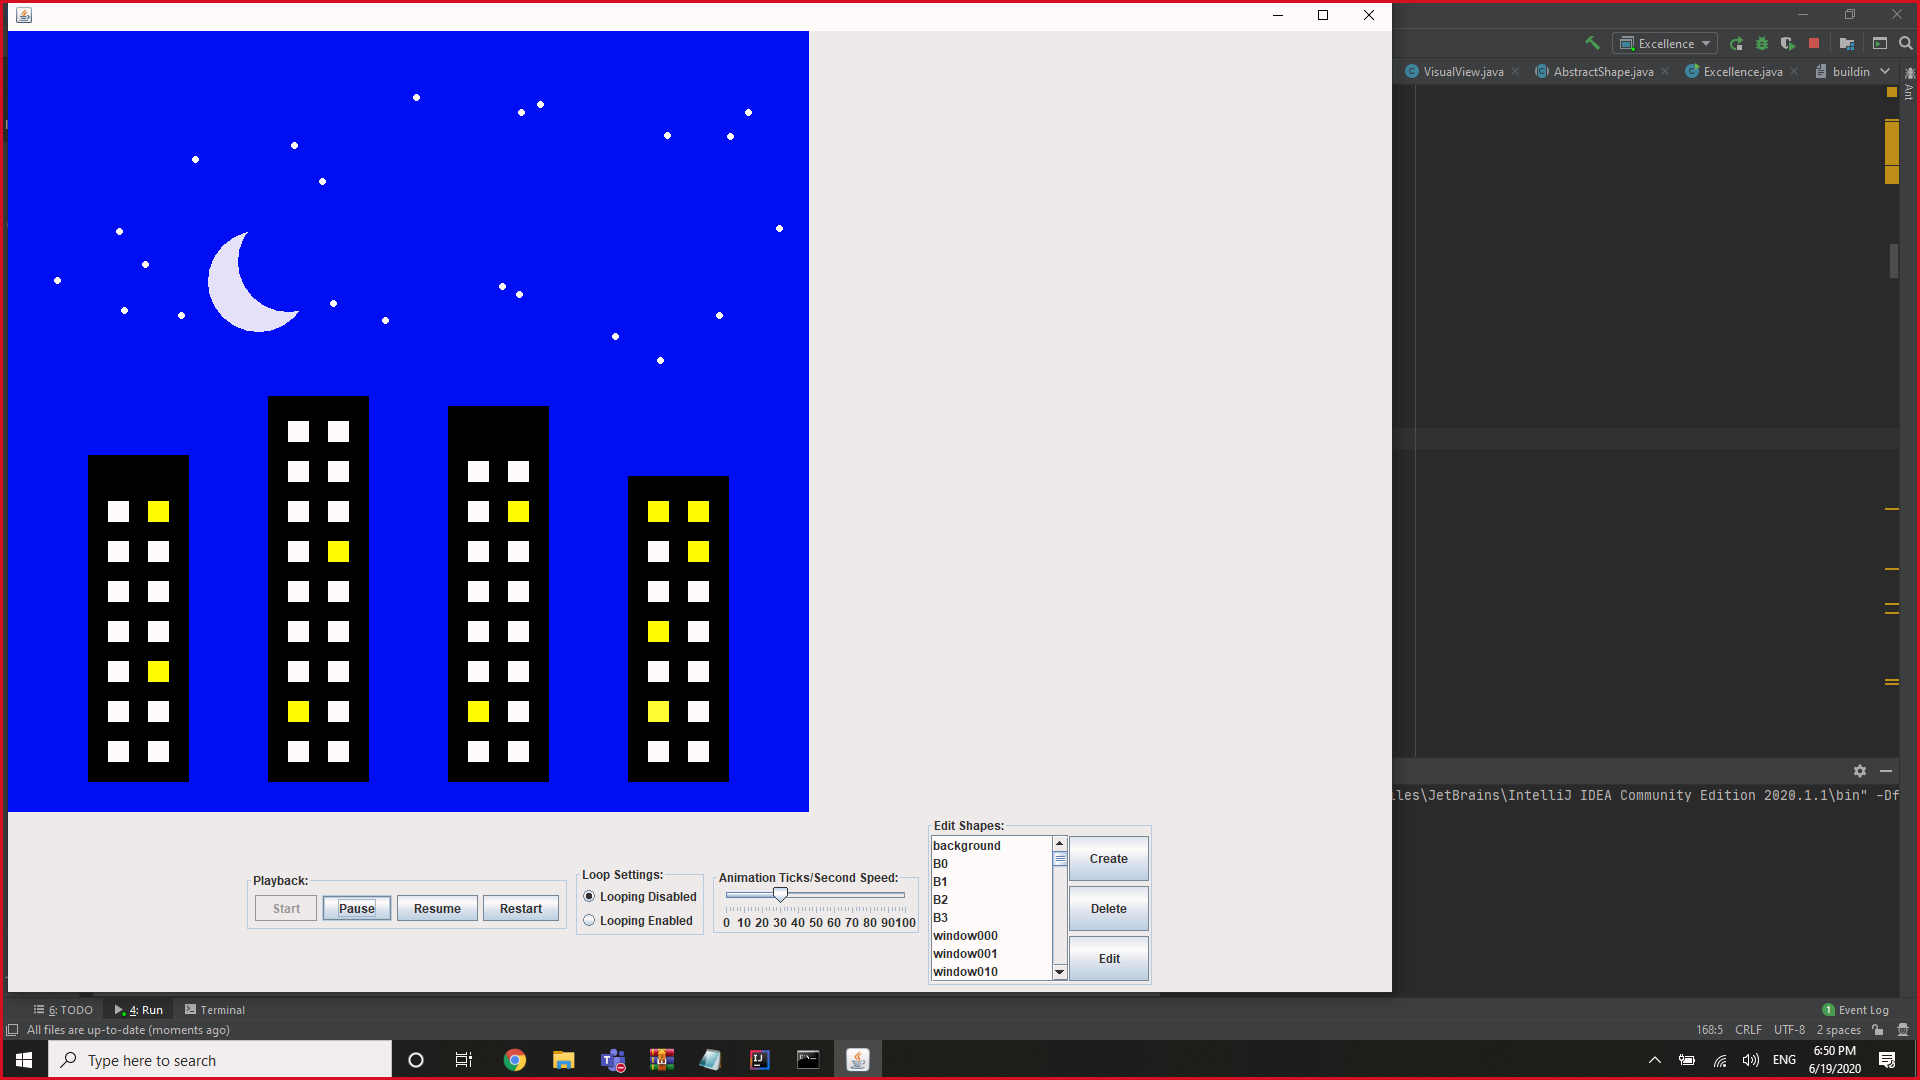 Excellence
VisualView.java
AbstractShape.java
Excellence.java
buildin
Ant
iles\JetBrains\IntelliJ IDEA Community Edition 2020.1.1\bin" -Df
Edit Shapes:
background
B0
B1
B2
B3
window000
window001
window010
Create
Delete
Edit
Playback:
Start
Pause
Resume
Restart
Loop Settings:
Looping Disabled
Looping Enabled
Animation Ticks/Second Speed:
0 10 20 30 40 50 60 70 80 90100
6: TODO
4: Run
Terminal
1 Event Log
All files are up-to-date (moments ago)
168:5 CRLF UTF-8 2 spaces
Type here to search
ENG
6:50 PM
6/19/2020